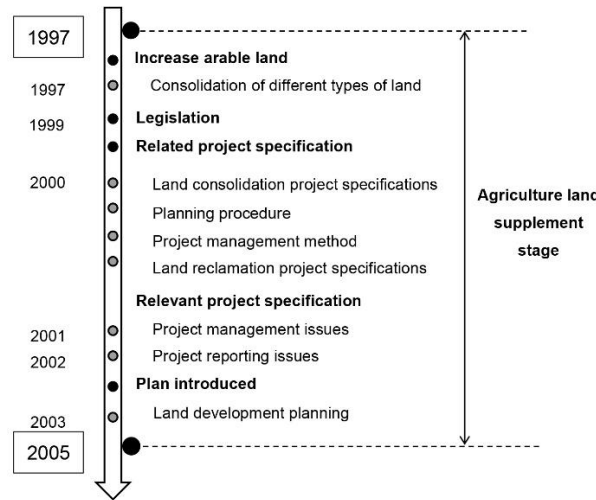 1997
Increase arable land
1997
Consolidation of different types of land
Legislation
1999
Related project specification
2000
Land consolidation project specifications
Planning procedure
Project management method
Land reclamation project specifications
Relevant project specification
2001
Project management issues
2002
Project reporting issues
Plan introduced
2003
Land development planning
2005
Agriculture land
supplement
stage